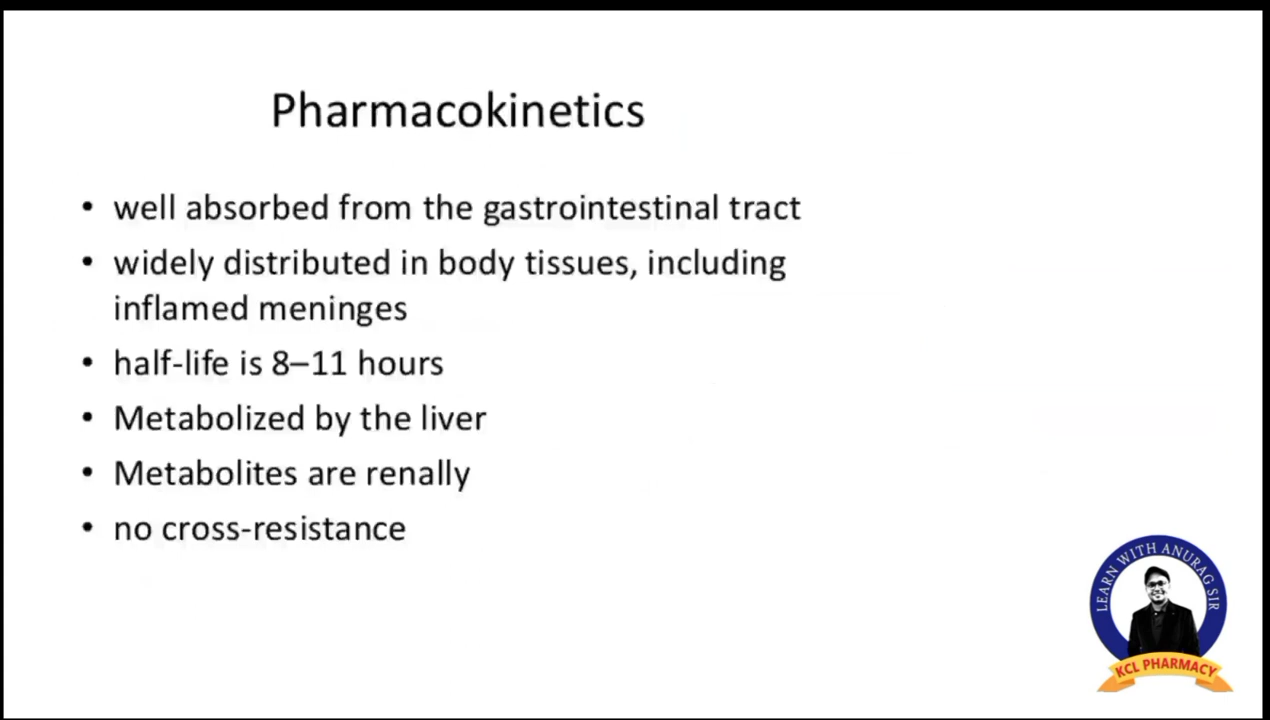 Pharmacokinetics
• well absorbed from the gastrointestinal tract
• widely distributed in body tissues, including
inflamed meninges
• half-life is 8–11 hours
• Metabolized by the liver
• Metabolites are renally
• no cross-resistance
LEARN WITH ANURAG SIR
KCL PHARMACY